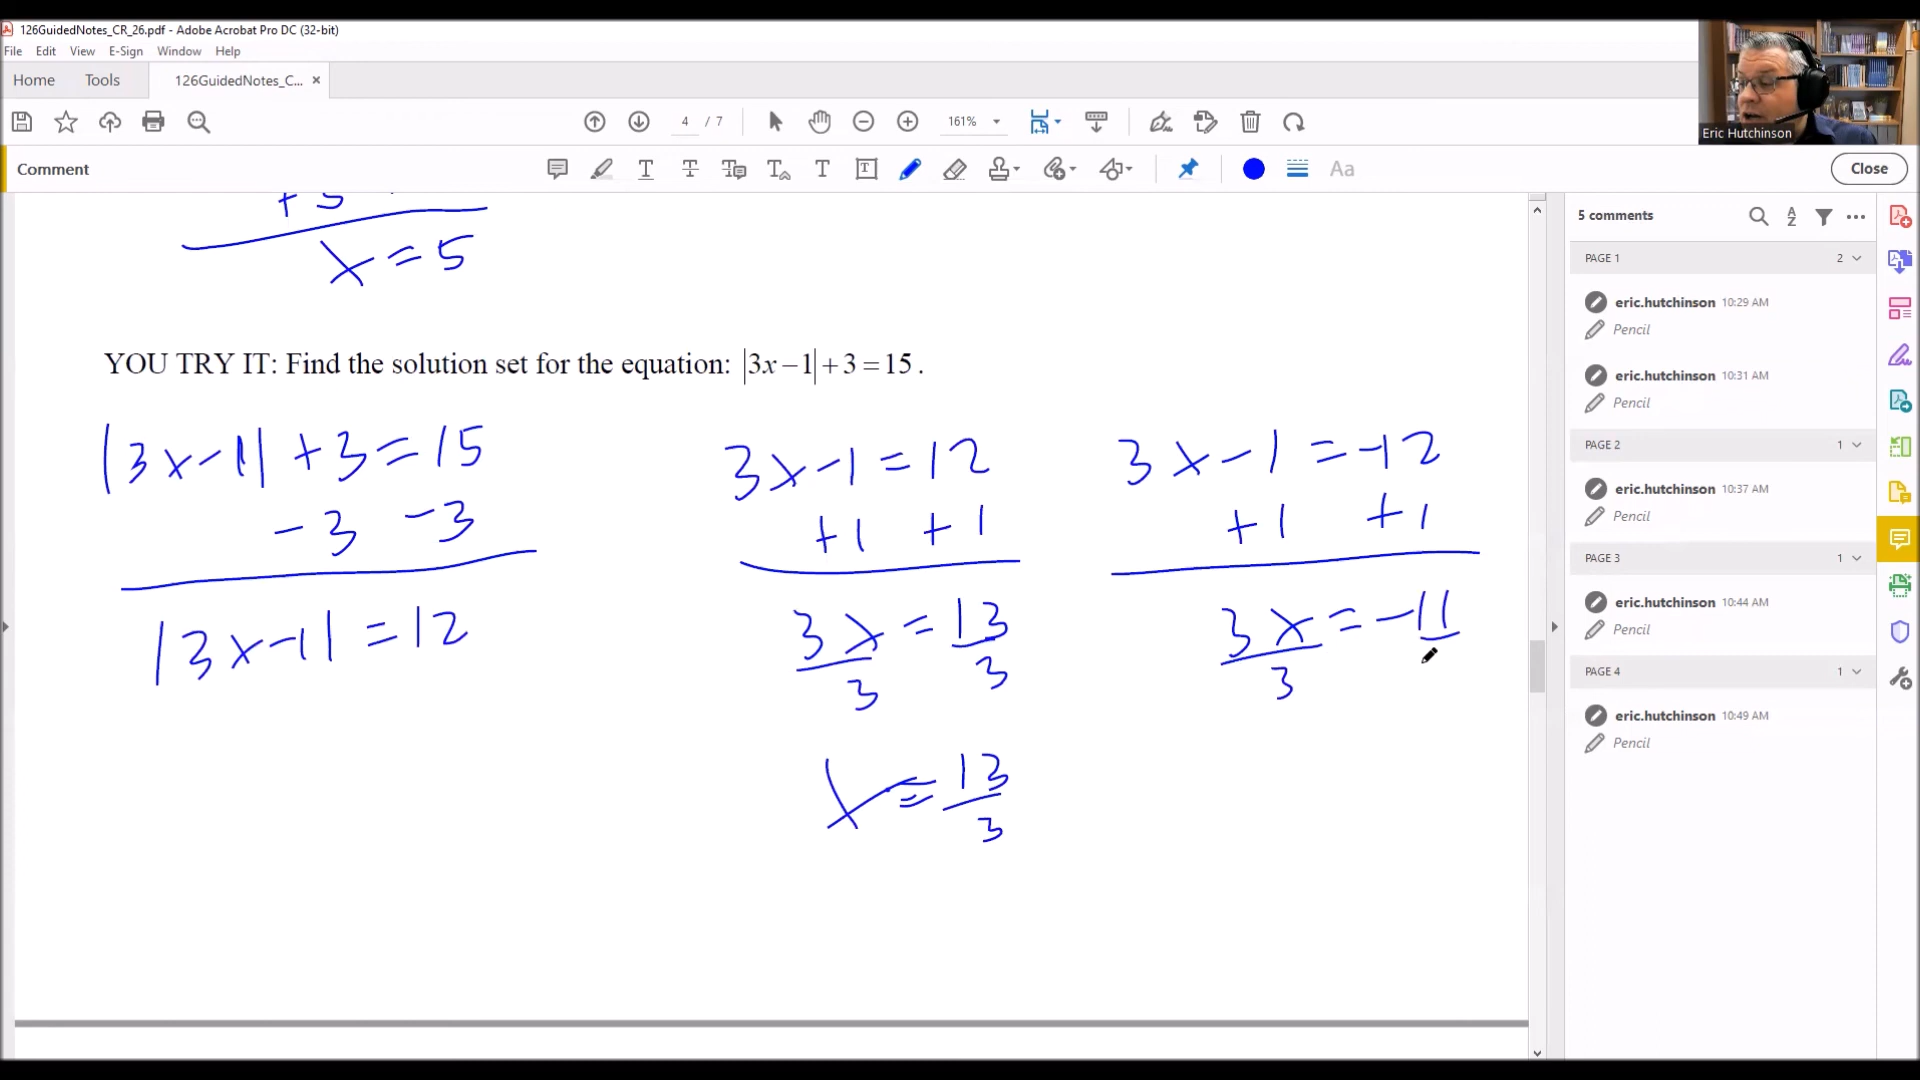 126GuidedNotes_CR_26.pdf - Adobe Acrobat Pro DC (32-bit)
File Edit View E-Sign Window Help
Home Tools 126GuidedNotes_C... ×
4 / 7 161%
Comment Close
Aa
Eric Hutchinson
+3
x = 5
YOU TRY IT: Find the solution set for the equation: |3x − 1| + 3 = 15.
|3x-1| +3 = 15
-3 -3
|3x-1| = 12
3x-1 = 12
+1 +1
3x = 13
3 3
x = 13
3
3x-1 = -12
+1 +1
3x = -11
3
5 comments
PAGE 1 2
eric.hutchinson 10:29 AM
Pencil
eric.hutchinson 10:31 AM
Pencil
PAGE 2 1
eric.hutchinson 10:37 AM
Pencil
PAGE 3 1
eric.hutchinson 10:44 AM
Pencil
PAGE 4 1
eric.hutchinson 10:49 AM
Pencil